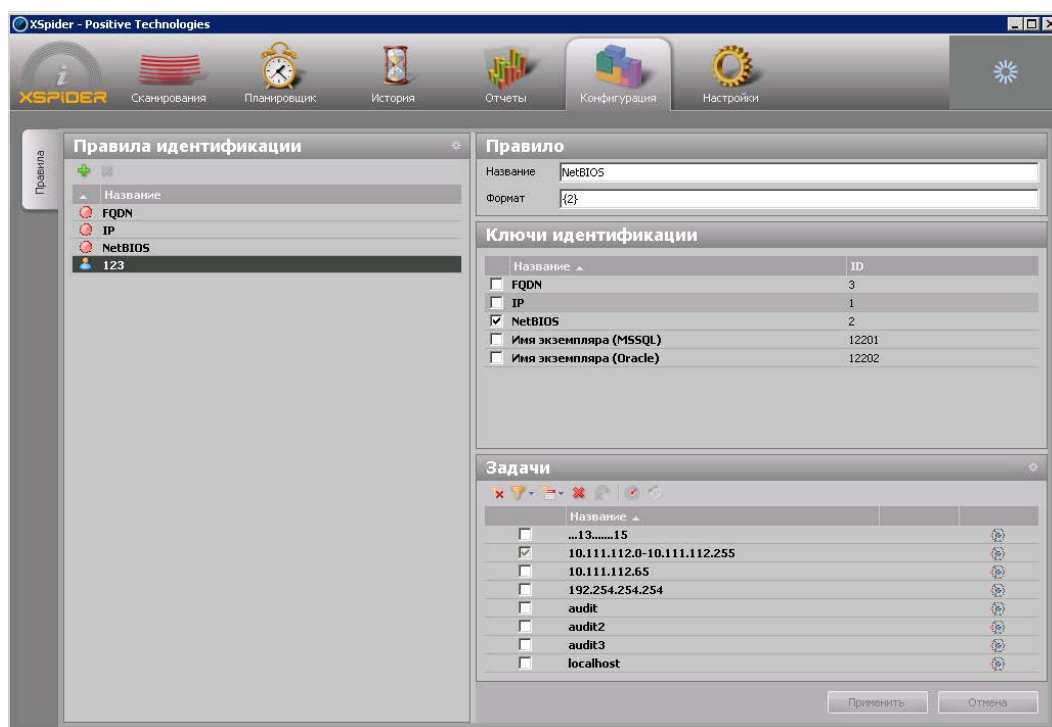 XSpider - Positive Technologies
i
XSPIDER
Сканирования Планировщик История Отчеты Конфигурация Настройки
Правила
Правила идентификации
Название
FQDN
IP
NetBIOS
123
Правило
Название NetBIOS
Формат {2}
Ключи идентификации
Название ID
FQDN 3
IP 1
NetBIOS 2
Имя экземпляра (MSSQL) 12201
Имя экземпляра (Oracle) 12202
Задачи
Название
...13.......15
10.111.112.0-10.111.112.255
10.111.112.65
192.254.254.254
audit
audit2
audit3
localhost
Применить Отмена